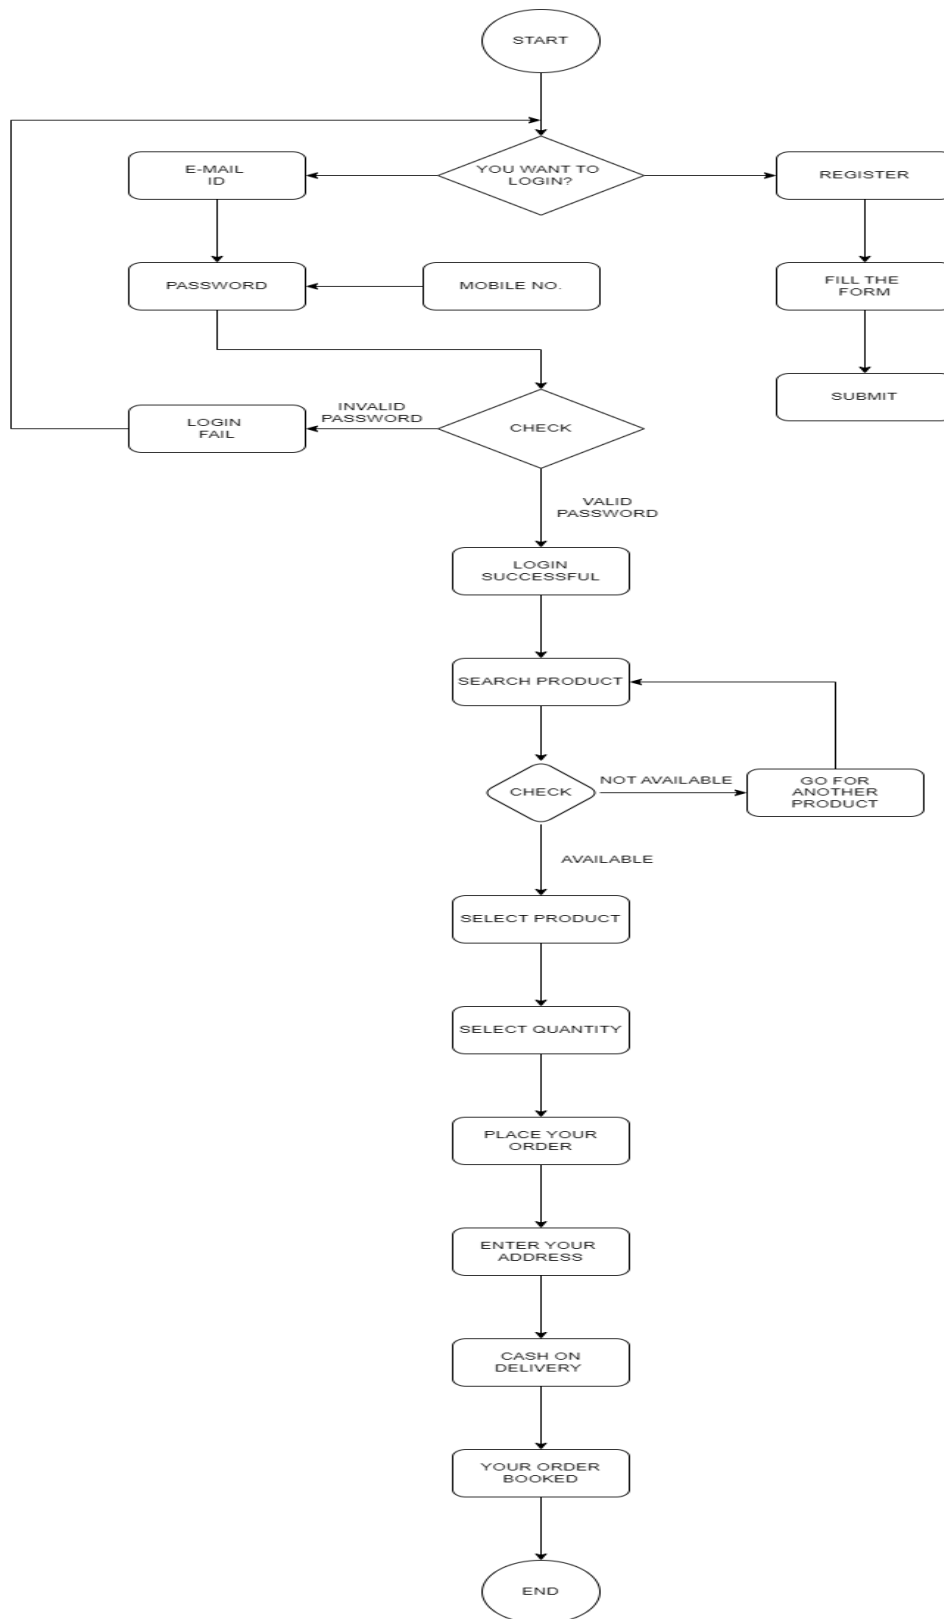 START
YOU WANT TO
LOGIN?
E-MAIL
ID
REGISTER
PASSWORD
MOBILE NO.
FILL THE
FORM
SUBMIT
INVALID
PASSWORD
LOGIN
FAIL
CHECK
VALID
PASSWORD
LOGIN
SUCCESSFUL
SEARCH PRODUCT
CHECK
NOT AVAILABLE
GO FOR
ANOTHER
PRODUCT
AVAILABLE
SELECT PRODUCT
SELECT QUANTITY
PLACE YOUR
ORDER
ENTER YOUR
ADDRESS
CASH ON
DELIVERY
YOUR ORDER
BOOKED
END